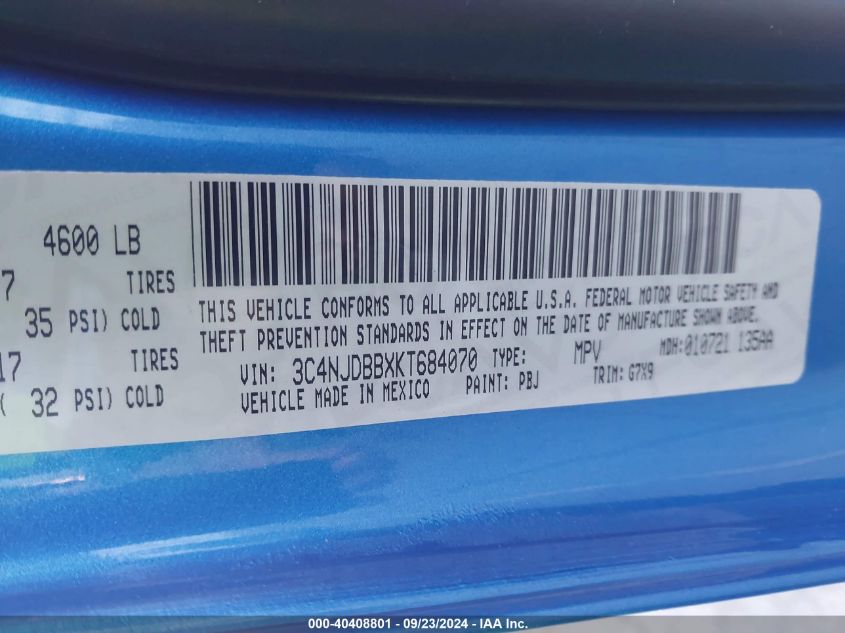 4600 LB
7 TIRES
35 PSI) COLD
17 TIRES
( 32 PSI) COLD
THIS VEHICLE CONFORMS TO ALL APPLICABLE U.S.A. FEDERAL MOTOR VEHICLE SAFETY AND
THEFT PREVENTION STANDARDS IN EFFECT ON THE DATE OF MANUFACTURE SHOWN ABOVE.
VIN: 3C4NJDBBXKT684070 TYPE: MPV MDH:010721 135AA
VEHICLE MADE IN MEXICO PAINT: PBJ TRIM: G7X9
000-40408801 - 09/23/2024 - IAA Inc.